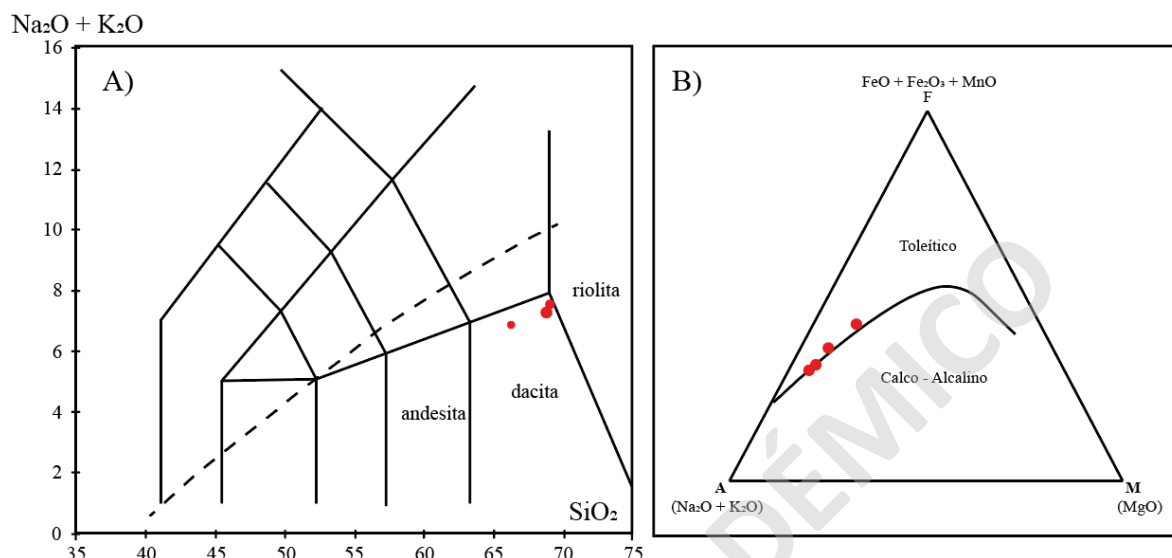 Na₂O + K₂O
A)
16
14
12
10
8
6
4
2
0
riolita
dacita
andesita
SiO₂
35 40 45 50 55 60 65 70 75
B)
FeO + Fe₂O₃ + MnO
F
Toleítico
Calco - Alcalino
A
(Na₂O + K₂O)
M
(MgO)
DÉMICO